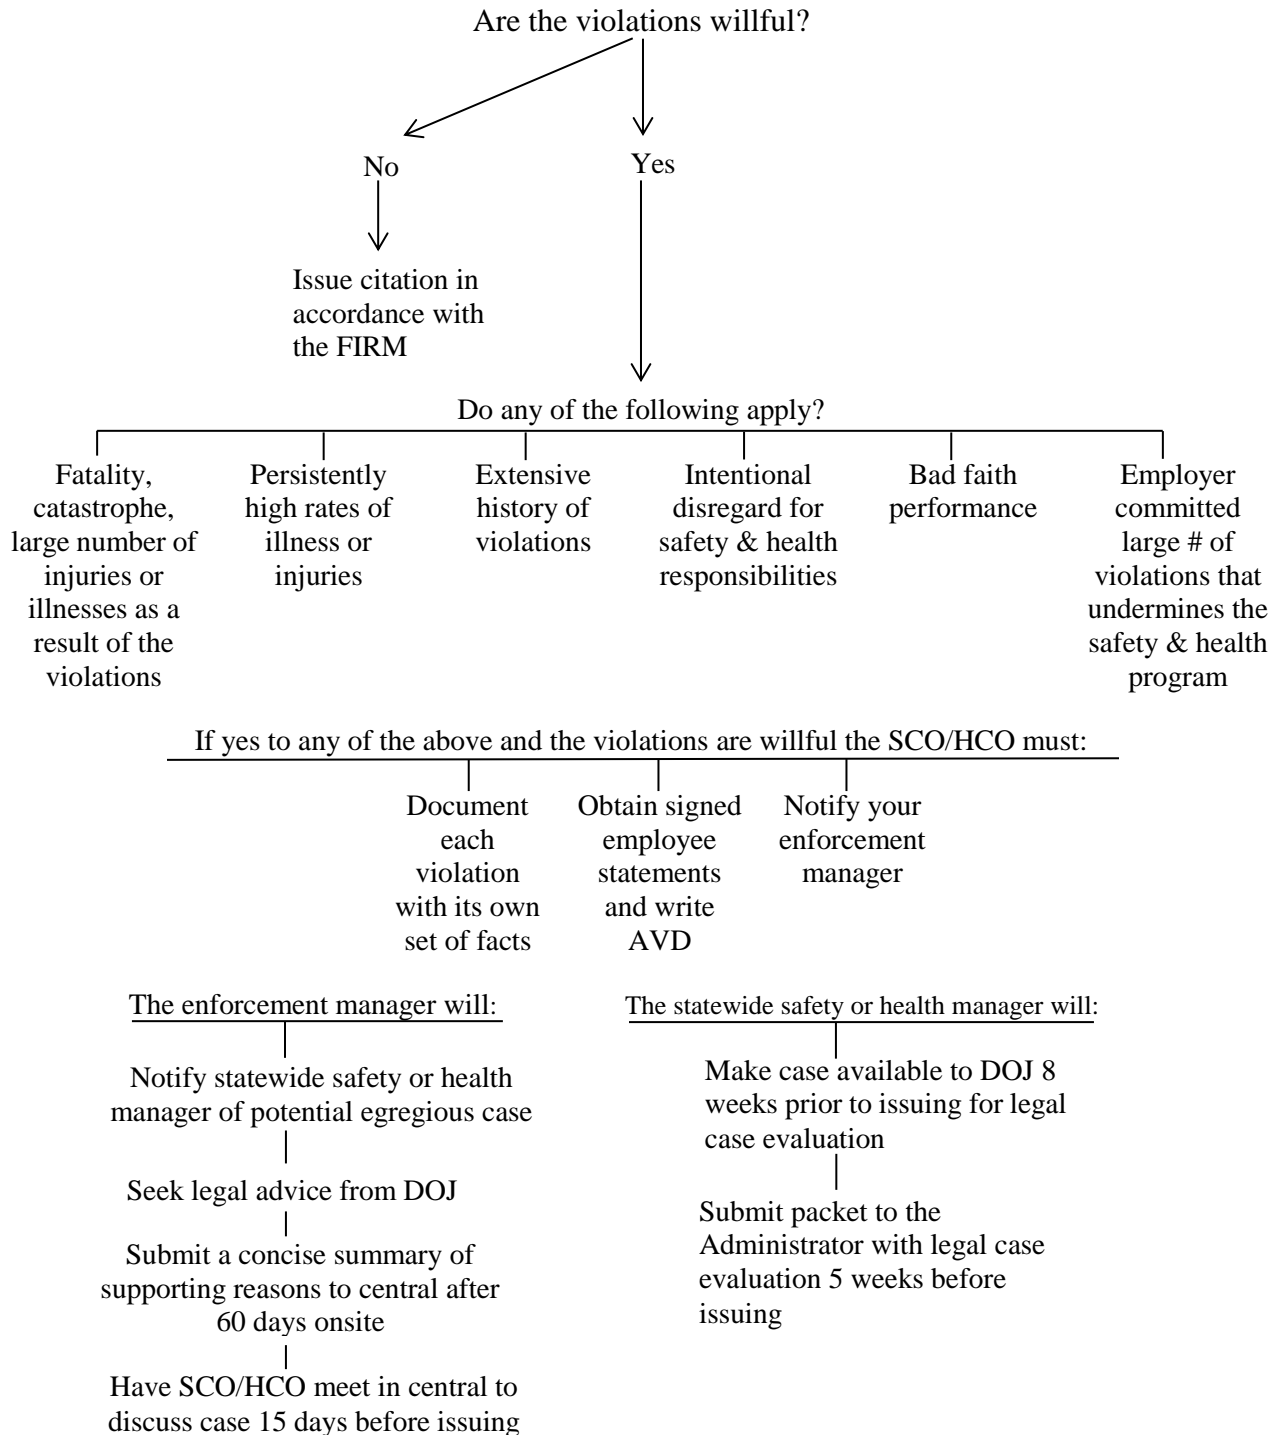 Are the violations willful?
No
Yes
Issue citation in
accordance with
the FIRM
Do any of the following apply?
Fatality,
catastrophe,
large number of
injuries or
illnesses as a
result of the
violations
Persistently
high rates of
illness or
injuries
Extensive
history of
violations
Intentional
disregard for
safety & health
responsibilities
Bad faith
performance
Employer
committed
large # of
violations that
undermines the
safety & health
program
If yes to any of the above and the violations are willful the SCO/HCO must:
Document
each
violation
with its own
set of facts
Obtain signed
employee
statements
and write
AVD
Notify your
enforcement
manager
The enforcement manager will:
Notify statewide safety or health
manager of potential egregious case
Seek legal advice from DOJ
Submit a concise summary of
supporting reasons to central after
60 days onsite
Have SCO/HCO meet in central to
discuss case 15 days before issuing
The statewide safety or health manager will:
Make case available to DOJ 8
weeks prior to issuing for legal
case evaluation
Submit packet to the
Administrator with legal case
evaluation 5 weeks before
issuing